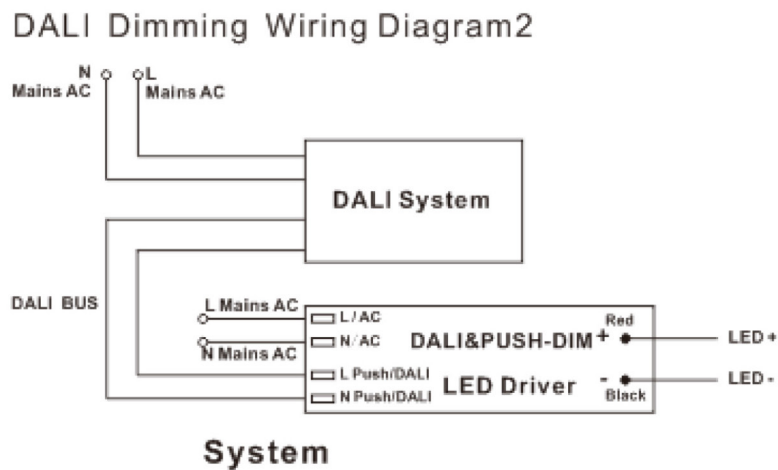 DALI Dimming Wiring Diagram2
N
Mains AC
L
Mains AC
DALI System
DALI BUS
L Mains AC
N Mains AC
L/AC
N/AC
L Push/DALI
N Push/DALI
DALI&PUSH-DIM
LED Driver
Red
+
-
Black
LED+
LED-
System